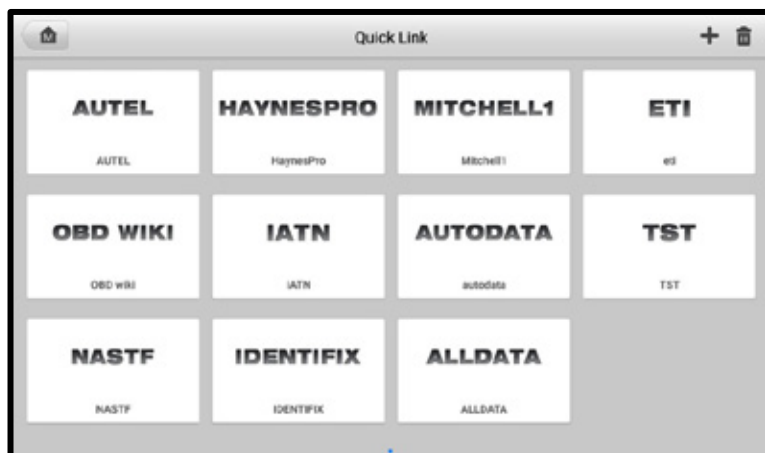 Quick Link
AUTEL HAYNESPRO MITCHELL1 ETI
AUTEL HaynesPro Mitchell1 eti
OBD WIKI IATN AUTODATA TST
OBD wiki iATN autodata TST
NASTF IDENTIFIX ALLDATA
NASTF IDENTIFIX ALLDATA